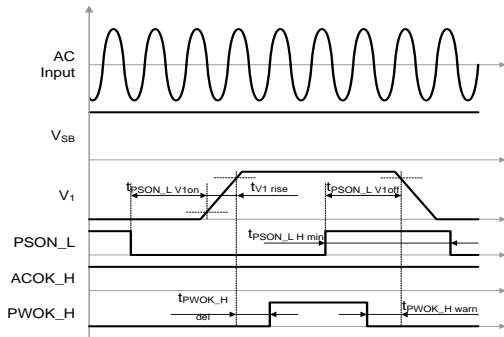 AC
Input
VSB
tPSON_L V1on
tV1 rise
tPSON_L V1off
V1
PSON_L
tPSON_L H min
ACOK_H
tPWOK_H
del
tPWOK_H warn
PWOK_H